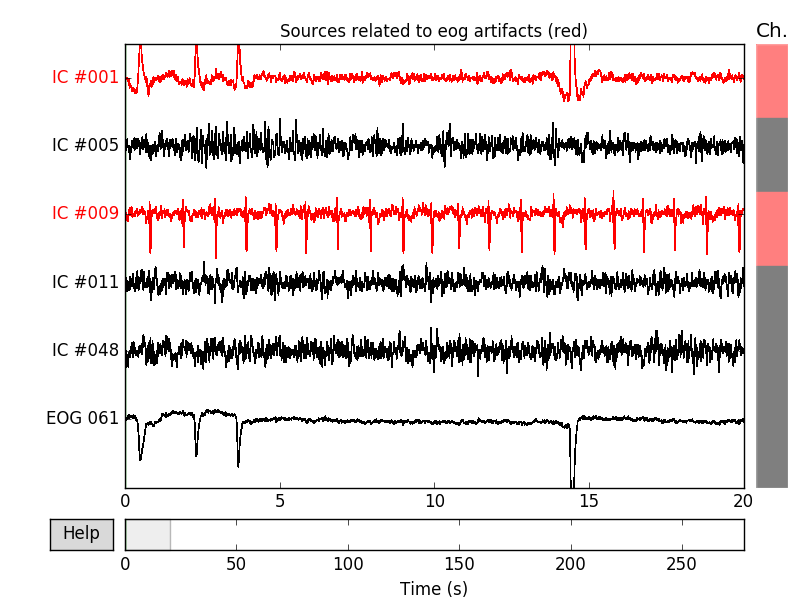 Sources related to eog artifacts (red)
Ch.
IC #001
IC #005
IC #009
IC #011
IC #048
EOG 061
0 5 10 15 20
Help
0 50 100 150 200 250
Time (s)